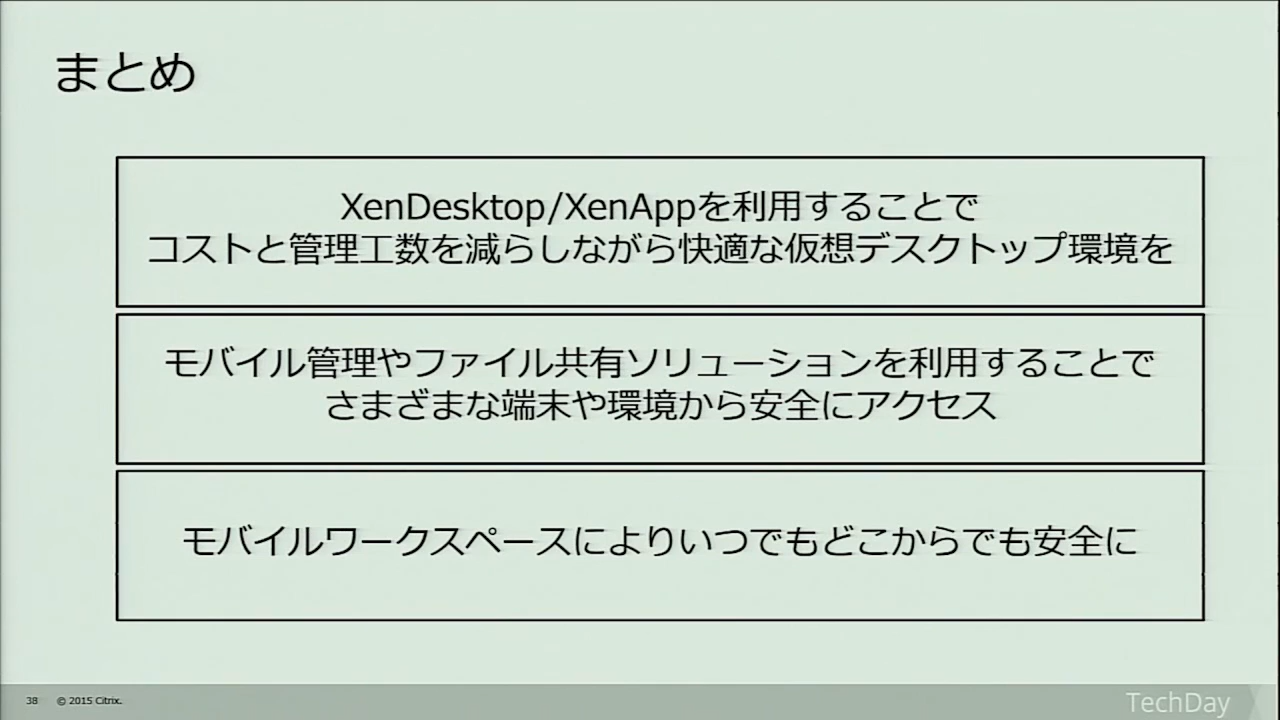 まとめ
XenDesktop/XenAppを利用することで
コストと管理工数を減らしながら快適な仮想デスクトップ環境を
モバイル管理やファイル共有ソリューションを利用することで
さまざまな端末や環境から安全にアクセス
モバイルワークスペースによりいつでもどこからでも安全に
38 © 2015 Citrix.
TechDay